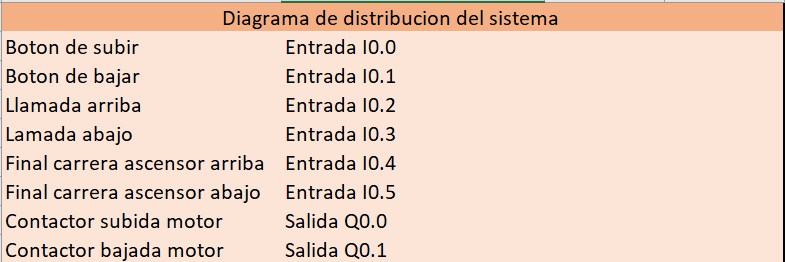 Diagrama de distribucion del sistema
Boton de subir Entrada I0.0
Boton de bajar Entrada I0.1
Llamada arriba Entrada I0.2
Lamada abajo Entrada I0.3
Final carrera ascensor arriba Entrada I0.4
Final carrera ascensor abajo Entrada I0.5
Contactor subida motor Salida Q0.0
Contactor bajada motor Salida Q0.1